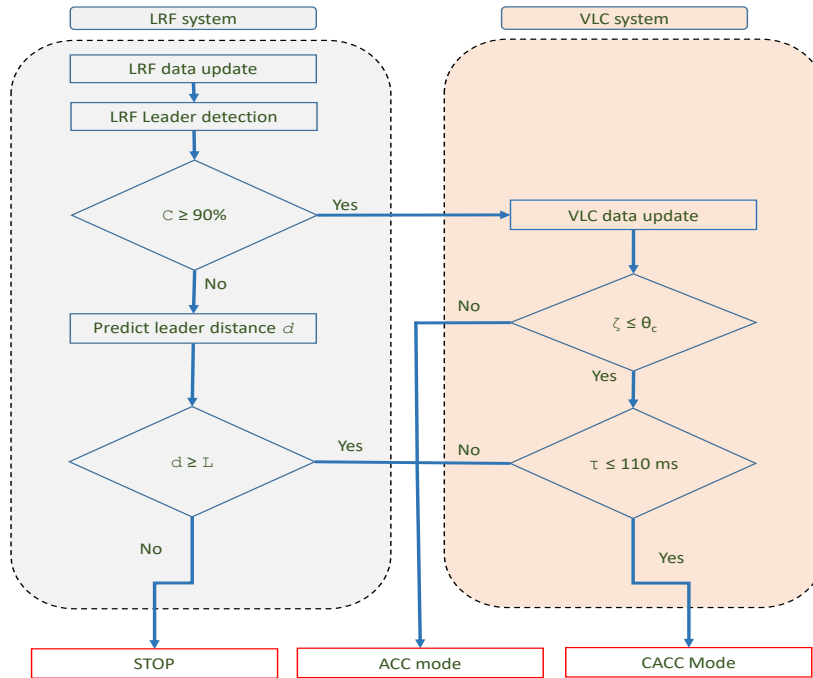 LRF system
VLC system
LRF data update
LRF Leader detection
C ≥ 90%
Yes
VLC data update
No
No
Predict leader distance d
ζ ≤ θc
Yes
Yes
No
d ≥ L
τ ≤ 110 ms
No
Yes
STOP
ACC mode
CACC Mode